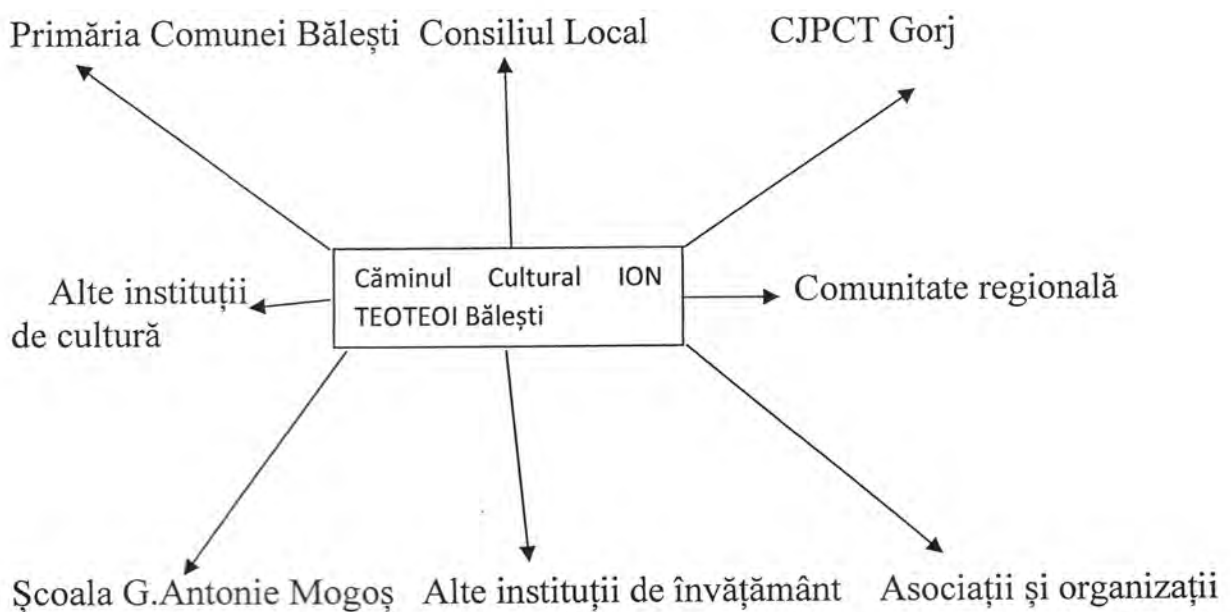 Primăria Comunei Bălești Consiliul Local CJPCT Gorj
Căminul Cultural ION
TEOTEOI Bălești
Alte instituții
de cultură
Comunitate regională
Școala G.Antonie Mogoș Alte instituții de învățământ Asociații și organizații